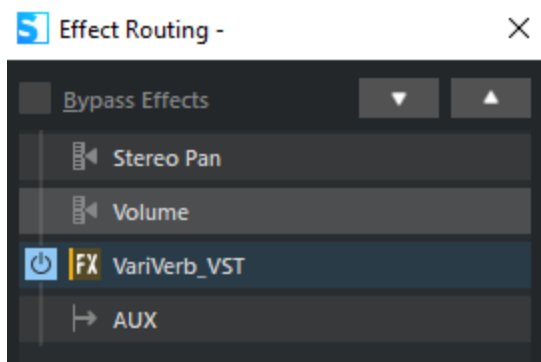 Effect Routing -
Bypass Effects
Stereo Pan
Volume
FX VariVerb_VST
AUX